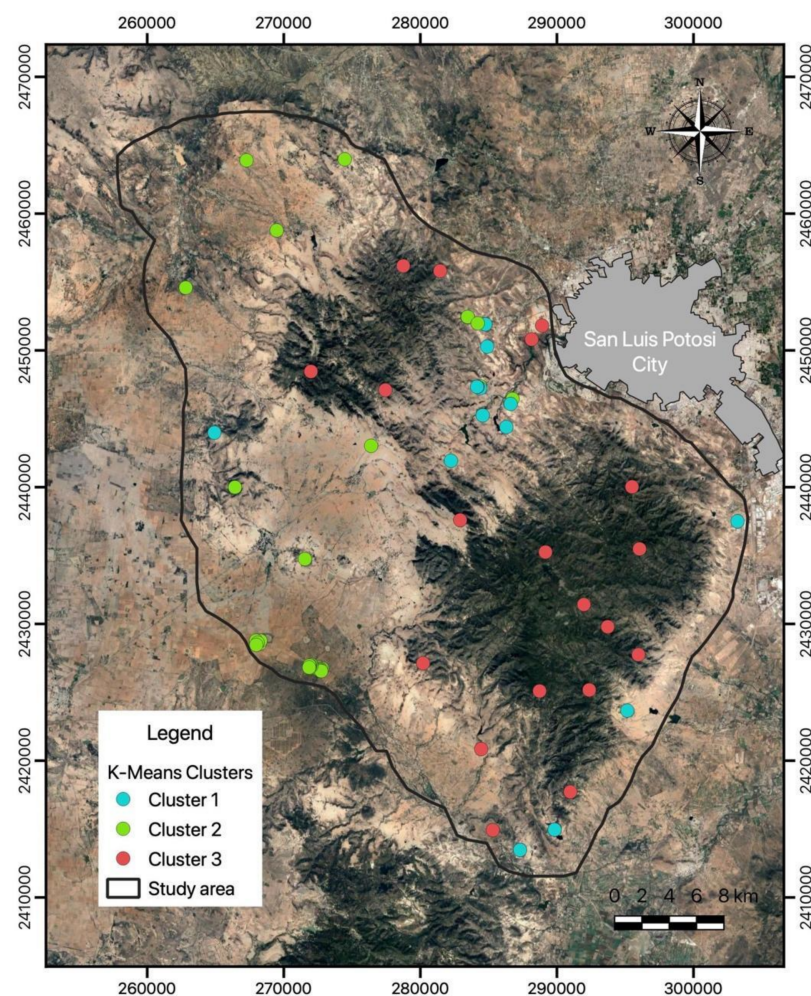 260000 270000 280000 290000 300000
2470000 2470000
N
W E
S
2460000 2460000
San Luis Potosi
City
2450000 2450000
2440000 2440000
2430000 2430000
2420000 2420000
2410000 2410000
Legend
K-Means Clusters
Cluster 1
Cluster 2
Cluster 3
Study area
0 2 4 6 8 km
260000 270000 280000 290000 300000